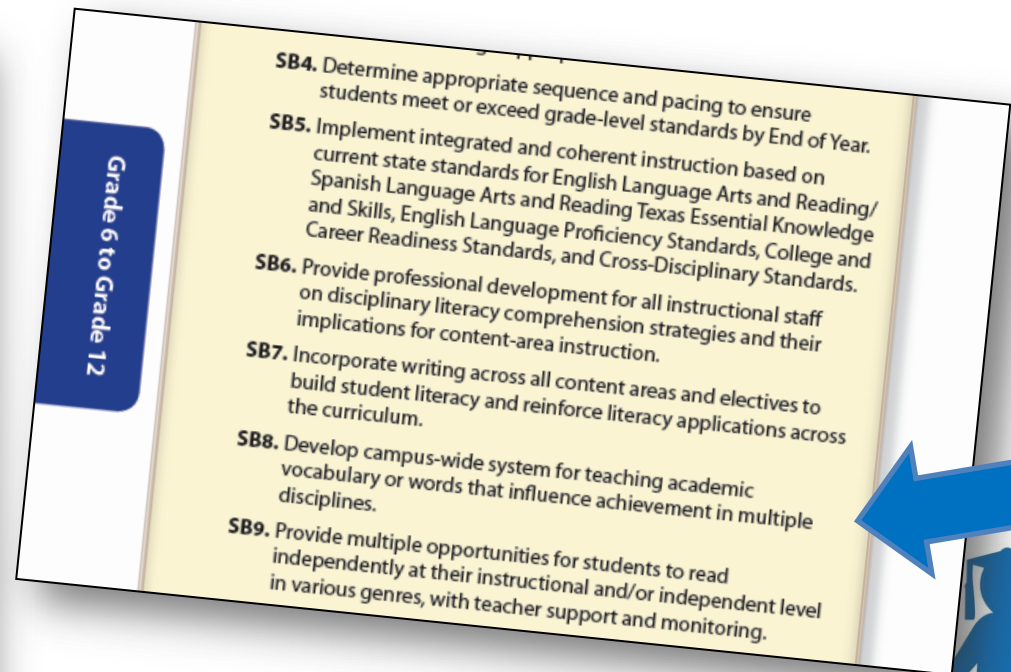 SB4. Determine appropriate sequence and pacing to ensure
students meet or exceed grade-level standards by End of Year.
SB5. Implement integrated and coherent instruction based on
current state standards for English Language Arts and Reading/
Spanish Language Arts and Reading Texas Essential Knowledge
and Skills, English Language Proficiency Standards, College and
Career Readiness Standards, and Cross-Disciplinary Standards.
SB6. Provide professional development for all instructional staff
on disciplinary literacy comprehension strategies and their
implications for content-area instruction.
SB7. Incorporate writing across all content areas and electives to
build student literacy and reinforce literacy applications across
the curriculum.
SB8. Develop campus-wide system for teaching academic
vocabulary or words that influence achievement in multiple
disciplines.
SB9. Provide multiple opportunities for students to read
independently at their instructional and/or independent level
in various genres, with teacher support and monitoring.
Grade 6 to Grade 12